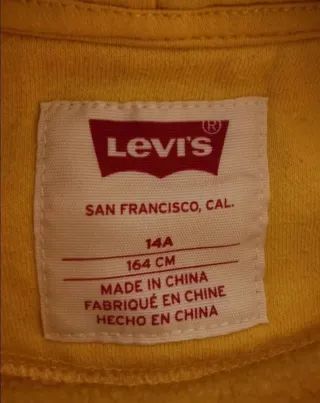 Levi's ®
SAN FRANCISCO, CAL.
14A
164 CM
MADE IN CHINA
FABRIQUÉ EN CHINE
HECHO EN CHINA